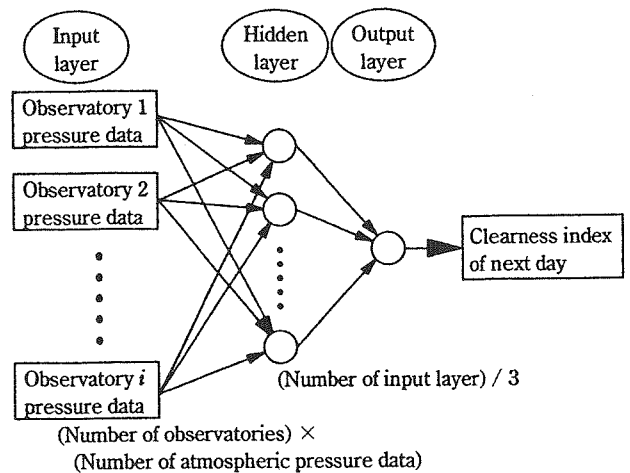 Input
layer
Hidden
layer
Output
layer
Observatory 1
pressure data
Observatory 2
pressure data
Clearness index
of next day
Observatory i
pressure data
(Number of input layer) / 3
(Number of observatories) ×
(Number of atmospheric pressure data)